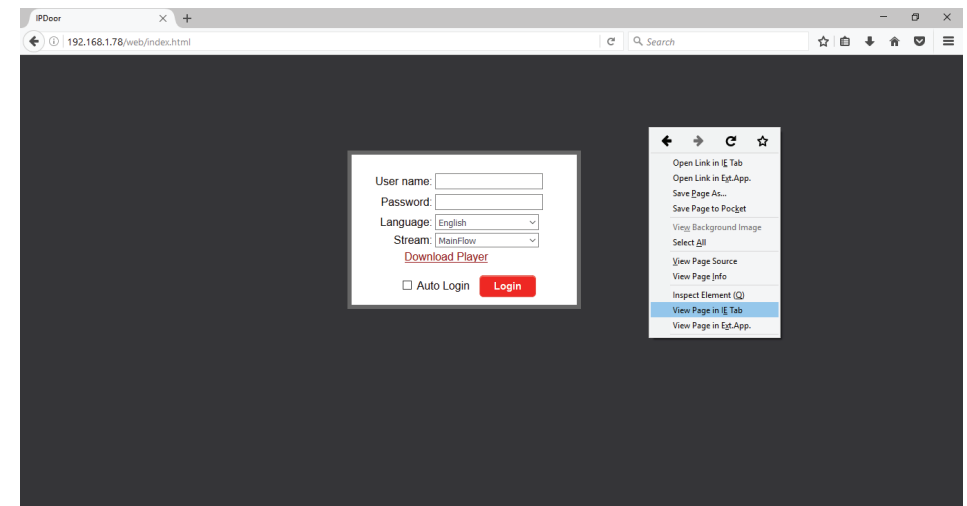 IPDoor
192.168.1.78/web/index.html
Search
User name:
Password:
Language: English
Stream: MainFlow
Download Player
Auto Login Login
Open Link in IE Tab
Open Link in Ext.App.
Save Page As...
Save Page to Pocket
View Background Image
Select All
View Page Source
View Page Info
Inspect Element (Q)
View Page in IE Tab
View Page in Ext.App.